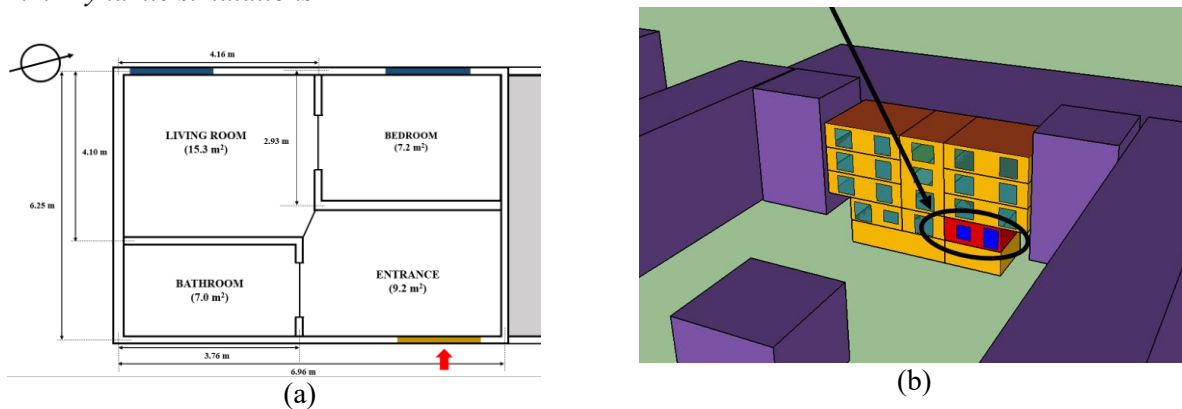 4.16 m
LIVING ROOM
(15.3 m²)
2.93 m
BEDROOM
(7.2 m²)
4.10 m
6.25 m
BATHROOM
(7.0 m²)
ENTRANCE
(9.2 m²)
3.76 m
6.96 m
(a)
(b)